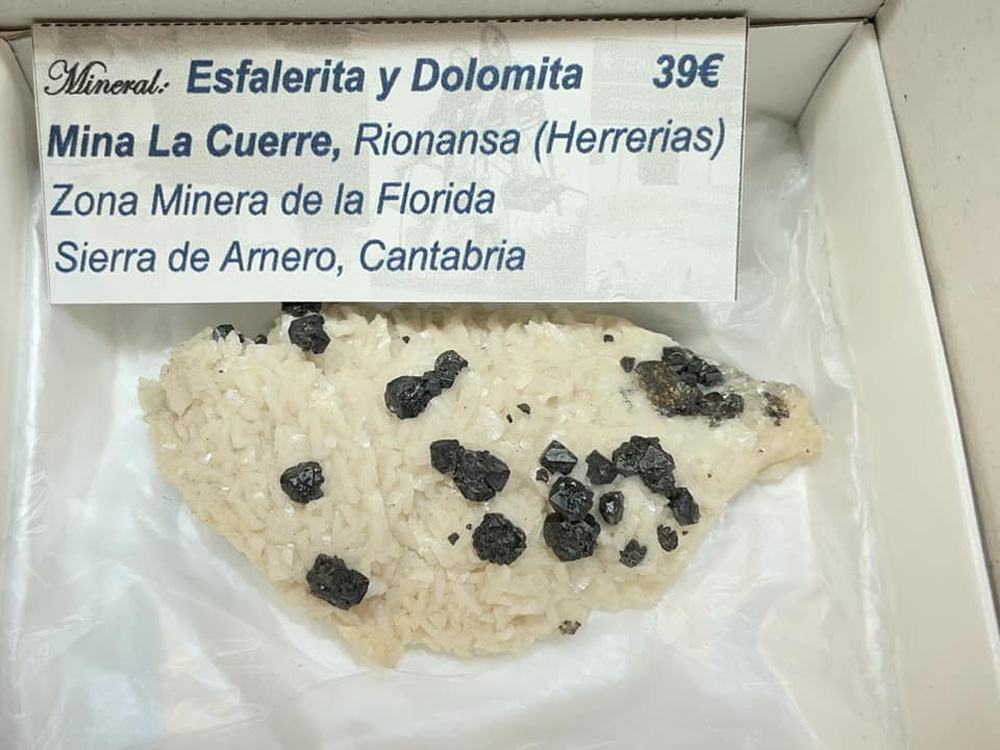 Mineral: Esfalerita y Dolomita 39€
Mina La Cuerre, Rionansa (Herrerias)
Zona Minera de la Florida
Sierra de Arnero, Cantabria